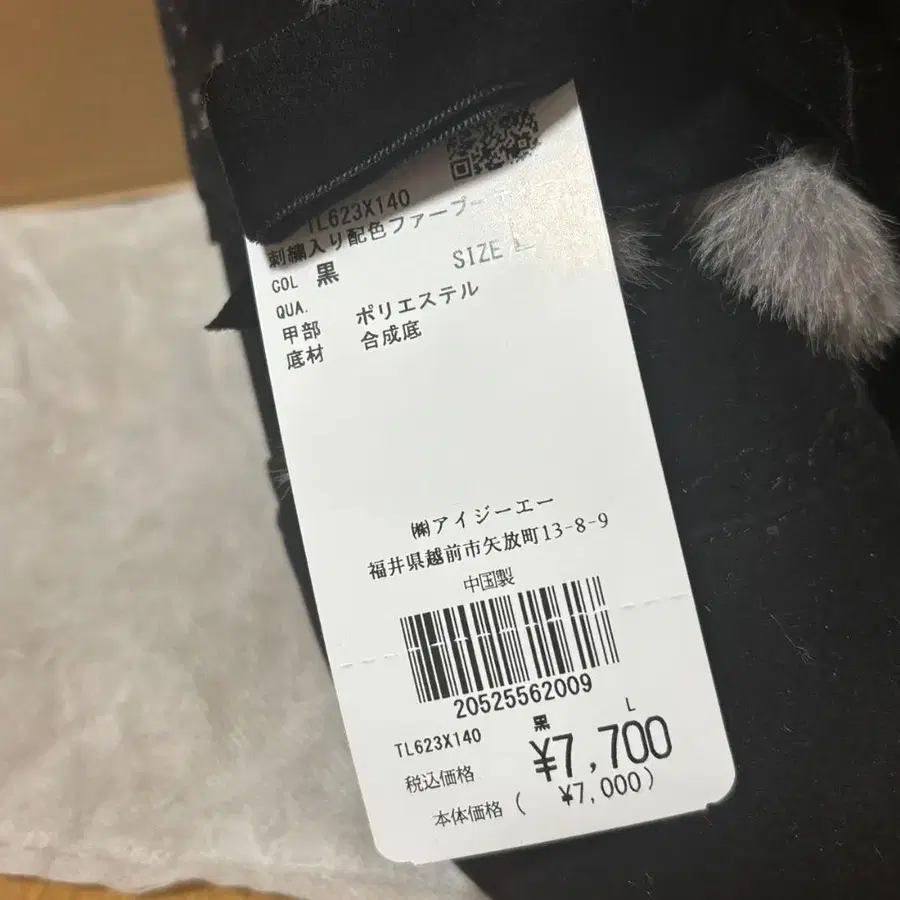 TL623X140
刺繍入り配色ファーブーティ
COL 黒 SIZE L
QUA.
甲部 ポリエステル
底材 合成底
㈱アイジーエー
福井県越前市矢放町13-8-9
中国製
20525562009
TL623X140 黒 L
税込価格 ¥7,700
本体価格 ( ¥7,000)